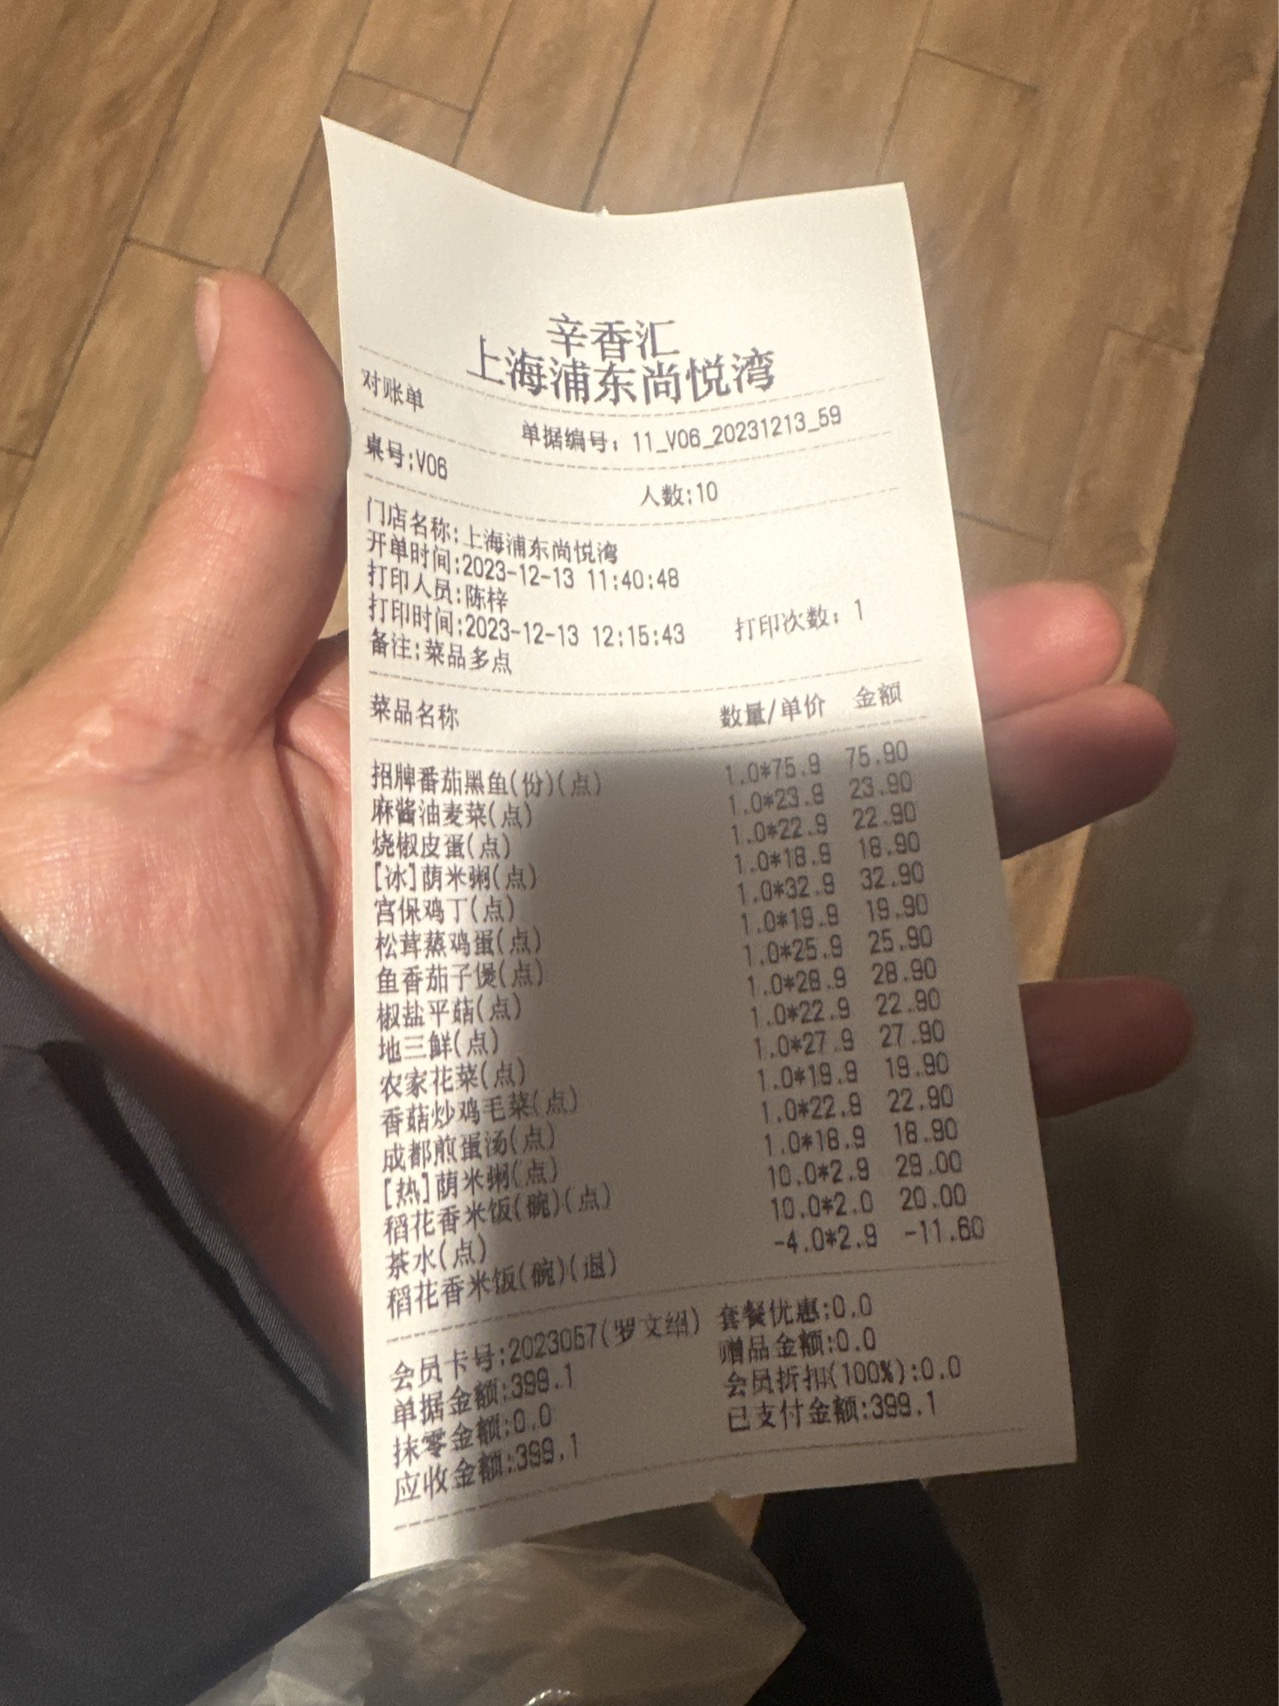 辛香汇
上海浦东尚悦湾
对账单
单据编号：11_V06_20231213_59
桌号:V06 人数:10
门店名称:上海浦东尚悦湾
开单时间:2023-12-13 11:40:48
打印人员:陈梓
打印时间:2023-12-13 12:15:43 打印次数：1
备注:菜品多点
菜品名称 数量/单价 金额
招牌番茄黑鱼(份)(点) 1.0*75.9 75.90
麻酱油麦菜(点) 1.0*23.9 23.90
烧椒皮蛋(点) 1.0*22.9 22.90
[冰]荫米粥(点) 1.0*18.9 18.90
宫保鸡丁(点) 1.0*32.9 32.90
松茸蒸鸡蛋(点) 1.0*19.9 19.90
鱼香茄子煲(点) 1.0*25.9 25.90
椒盐平菇(点) 1.0*28.9 28.90
地三鲜(点) 1.0*22.9 22.90
农家花菜(点) 1.0*27.9 27.90
香菇炒鸡毛菜(点) 1.0*19.9 19.90
成都煎蛋汤(点) 1.0*22.9 22.90
[热]荫米粥(点) 1.0*18.9 18.90
稻花香米饭(碗)(点) 10.0*2.9 29.00
茶水(点) 10.0*2.0 20.00
稻花香米饭(碗)(退) -4.0*2.9 -11.60
会员卡号:2023057(罗文绍) 套餐优惠:0.0
单据金额:399.1 赠品金额:0.0
抹零金额:0.0 会员折扣(100%):0.0
应收金额:399.1 已支付金额:399.1